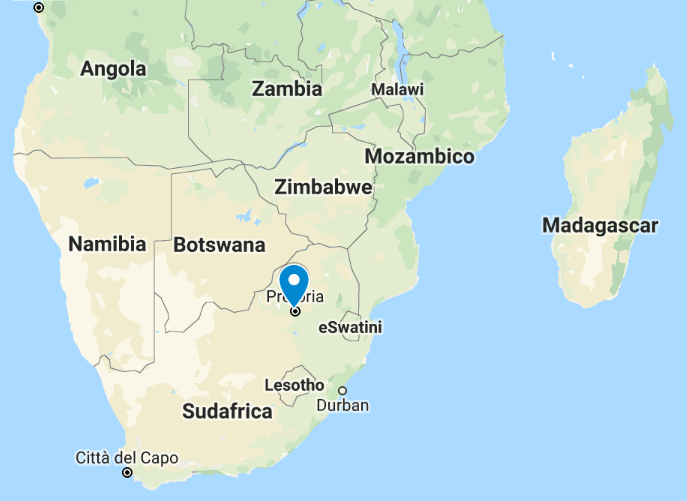 Angola
Zambia
Malawi
Mozambico
Zimbabwe
Madagascar
Namibia
Botswana
Pretoria
eSwatini
Lesotho
Sudafrica
Durban
Città del Capo